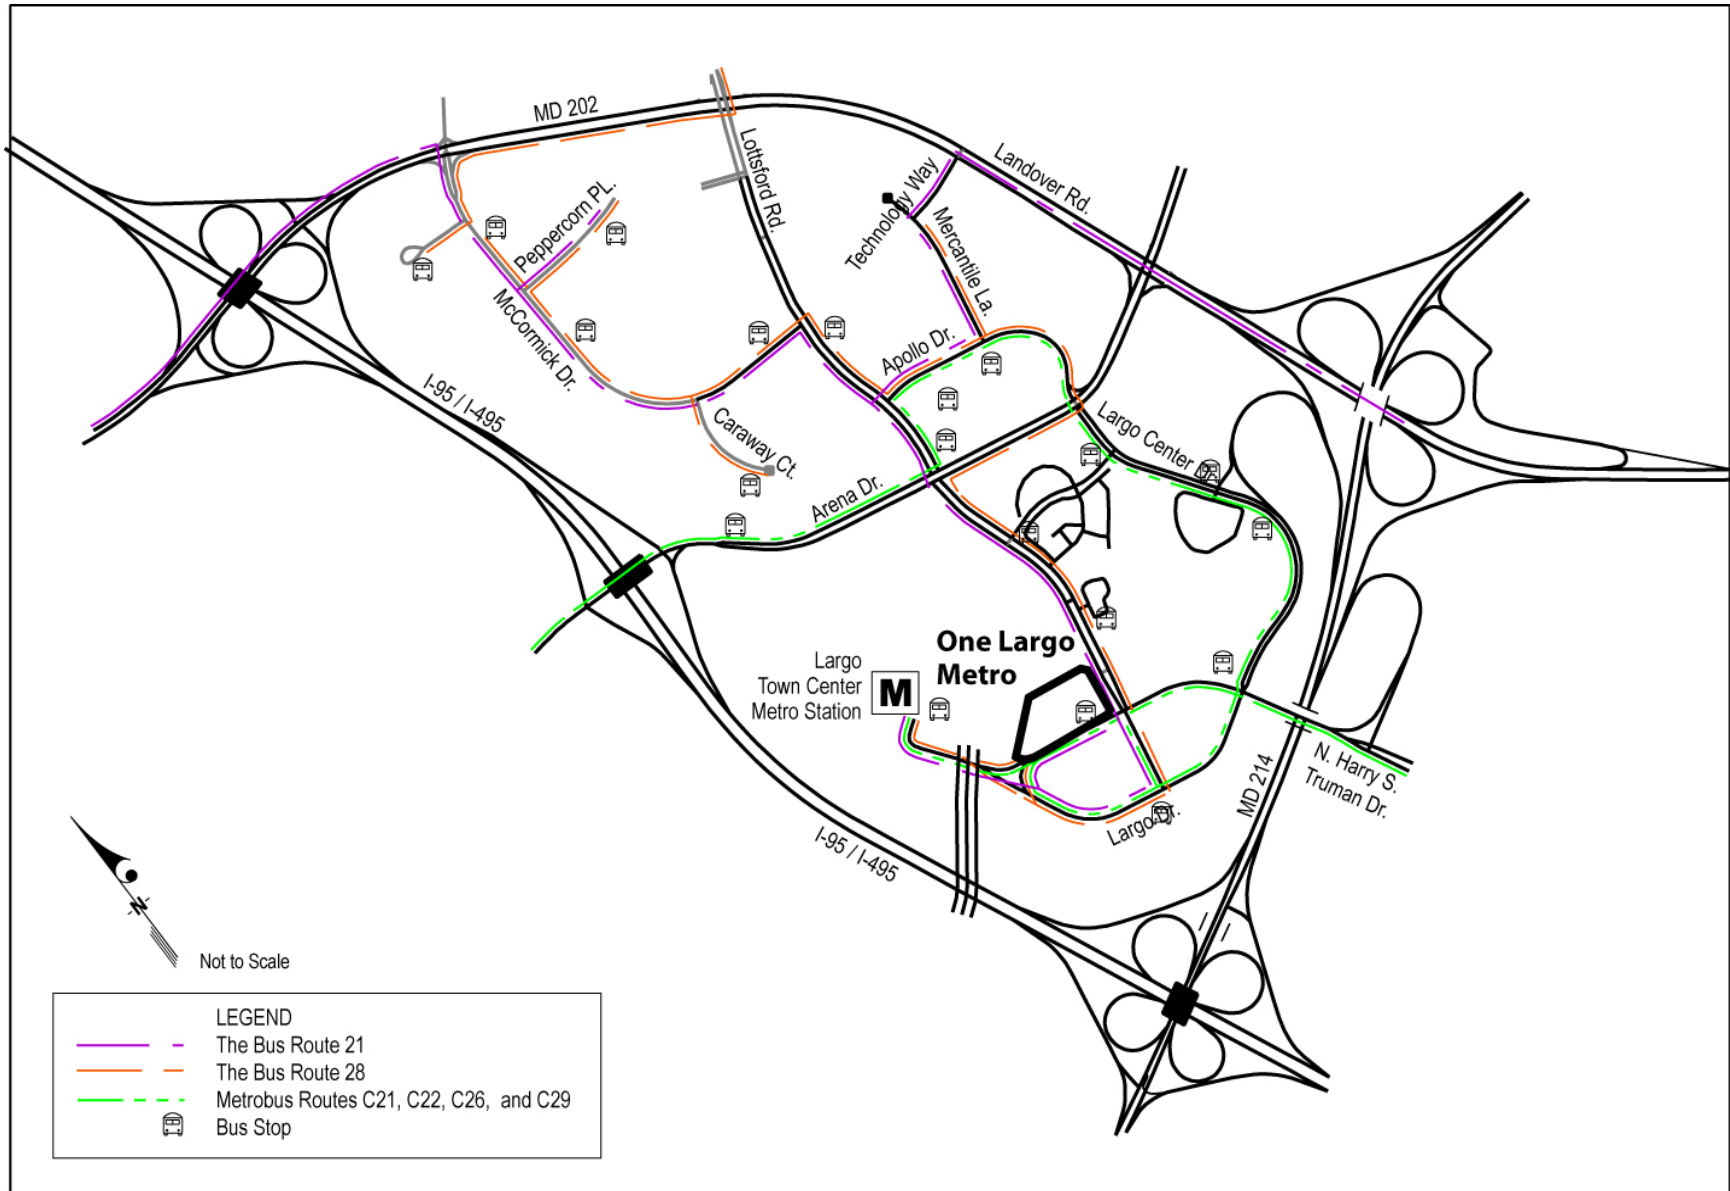 MD 202
Lottsford Rd.
Landover Rd.
Technology Way
Mercantile La.
Peppercorn PL.
McCormick Dr.
Apollo Dr.
I-95 / I-495
Caraway Ct.
Largo Center
Arena Dr.
One Largo
Metro
Largo
Town Center
Metro Station
M
N. Harry S.
Truman Dr.
MD 214
Largo Dr.
I-95 / I-495
N
Not to Scale
LEGEND
The Bus Route 21
The Bus Route 28
Metrobus Routes C21, C22, C26, and C29
Bus Stop